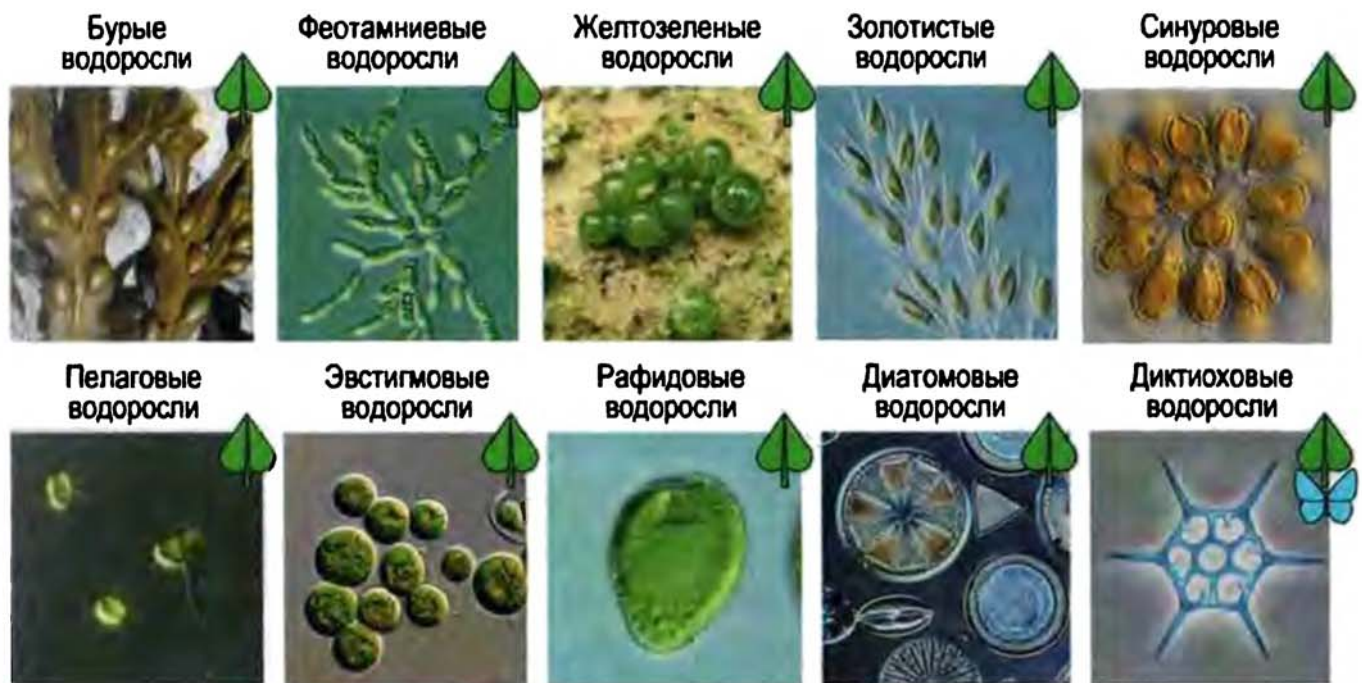 Бурые
водоросли
Феотамниевые
водоросли
Желтозеленые
водоросли
Золотистые
водоросли
Синуровые
водоросли
Пелаговые
водоросли
Эвстигмовые
водоросли
Рафидовые
водоросли
Диатомовые
водоросли
Диктиоховые
водоросли